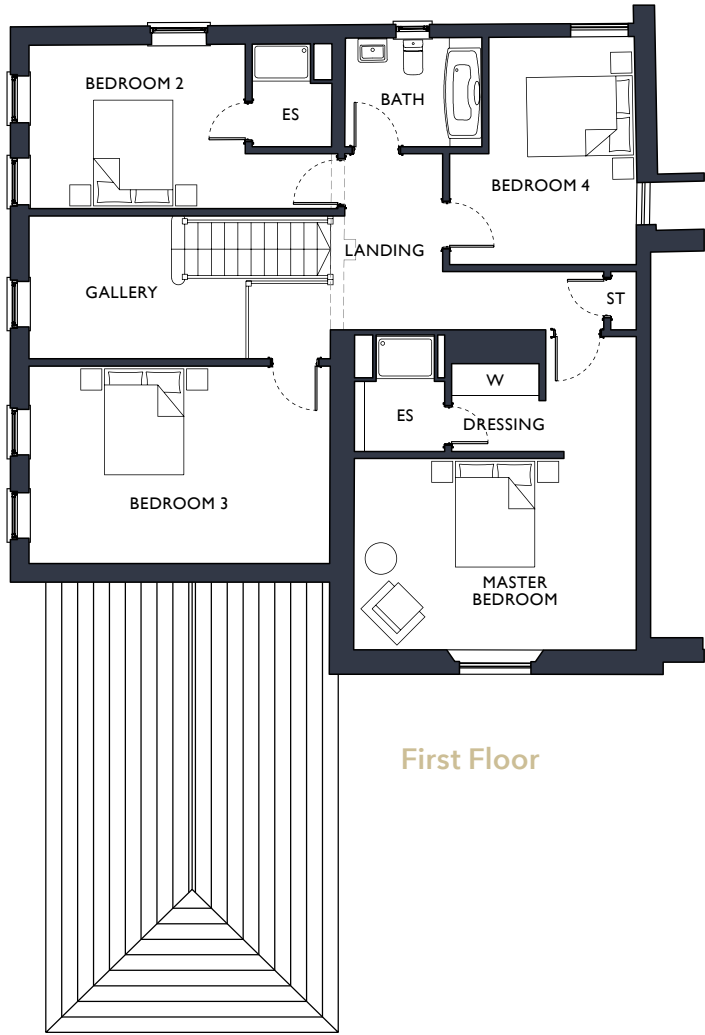 BEDROOM 2
ES
BATH
BEDROOM 4
LANDING
GALLERY
ST
W
ES
DRESSING
BEDROOM 3
MASTER
BEDROOM
First Floor